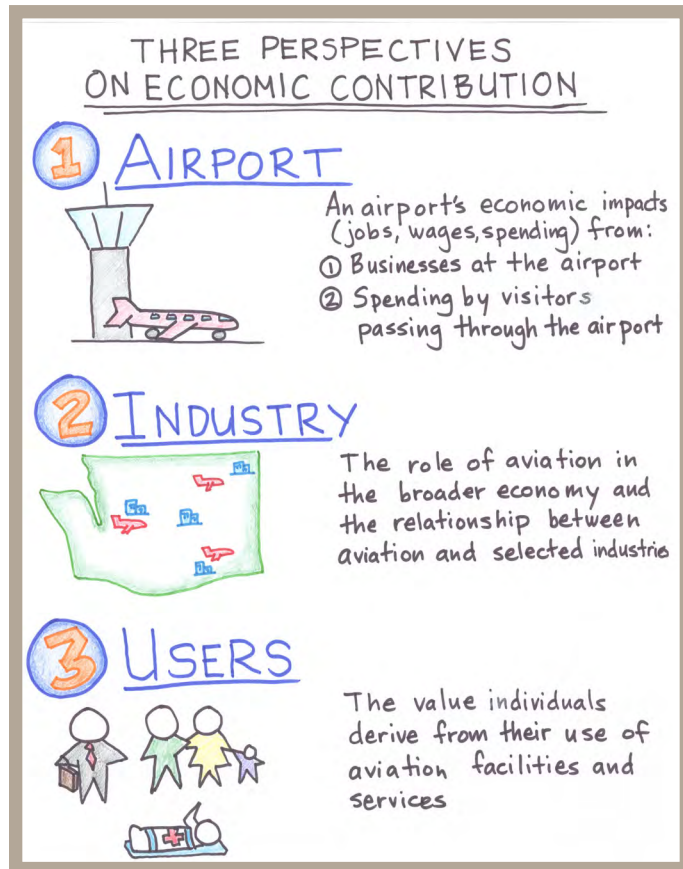 THREE PERSPECTIVES
ON ECONOMIC CONTRIBUTION
1 AIRPORT
An airport's economic impacts
(jobs, wages, spending) from:
① Businesses at the airport
② Spending by visitors
passing through the airport
2 INDUSTRY
The role of aviation in
the broader economy and
the relationship between
aviation and selected industries
3 USERS
The value individuals
derive from their use of
aviation facilities and
services